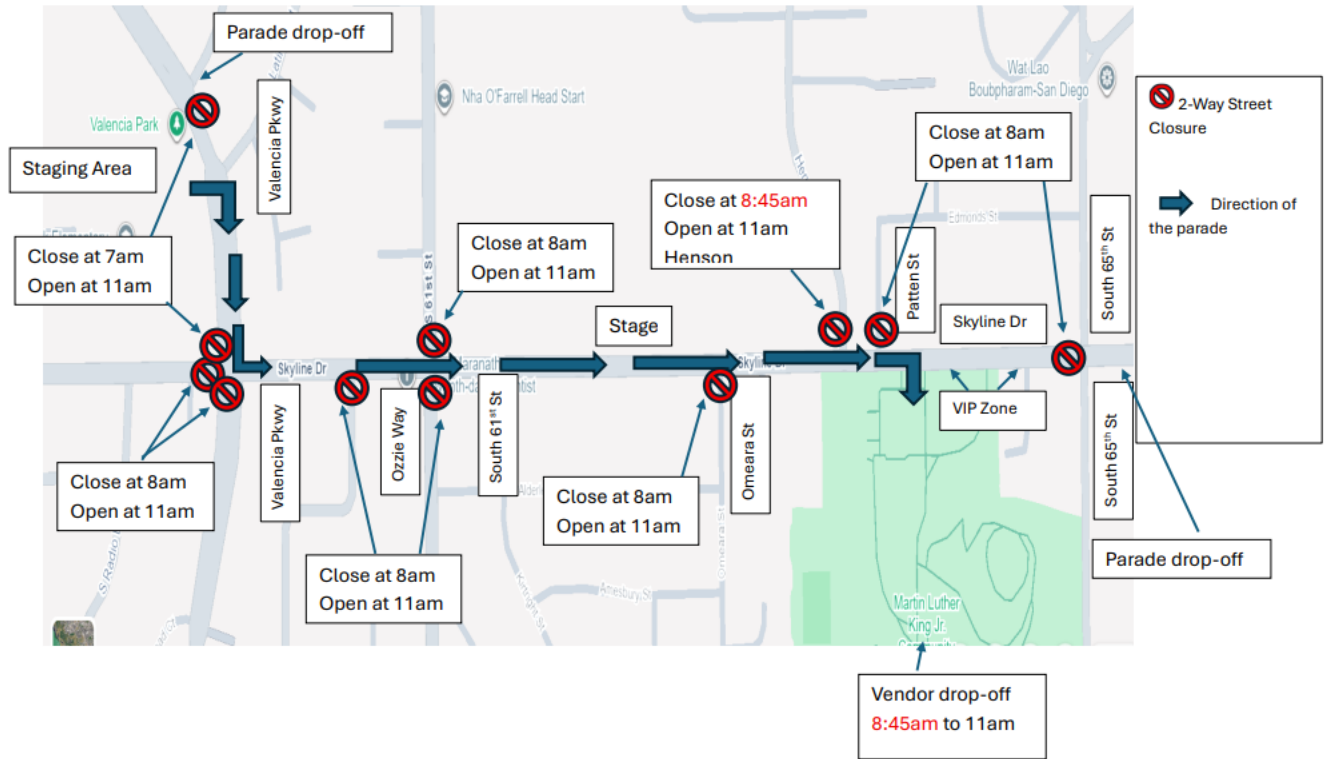 Parade drop-off
Wat Lao
Boubpharam-San Diego
2-Way Street
Closure
Nha O'Farrell Head Start
Valencia Park
Valencia Pkwy
Close at 8am
Open at 11am
Staging Area
Direction of
the parade
Close at 8:45am
Open at 11am
Henson
Edmonds St
South 65th St
Close at 7am
Open at 11am
Close at 8am
Open at 11am
S 61st St
Patten St
Stage
Skyline Dr
Skyline Dr
VIP Zone
Valencia Pkwy
Ozzie Way
South 61st St
Omeara St
South 65th St
Close at 8am
Open at 11am
Close at 8am
Open at 11am
Parade drop-off
Close at 8am
Open at 11am
Omeara St
Amesbury St
Martin Luther
King Jr.
Vendor drop-off
8:45am to 11am